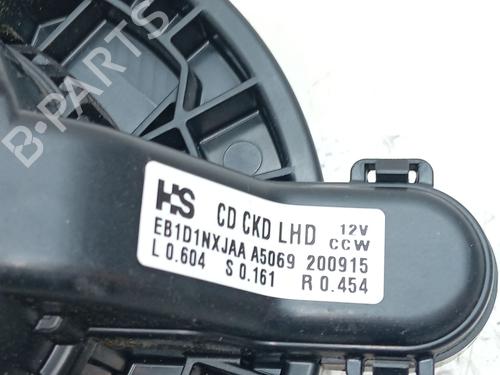 B-PARTS
HS CD CKD LHD 12V
CCW
EB1D1NXJAA A5069 200915
L 0.604 S 0.161 R 0.454